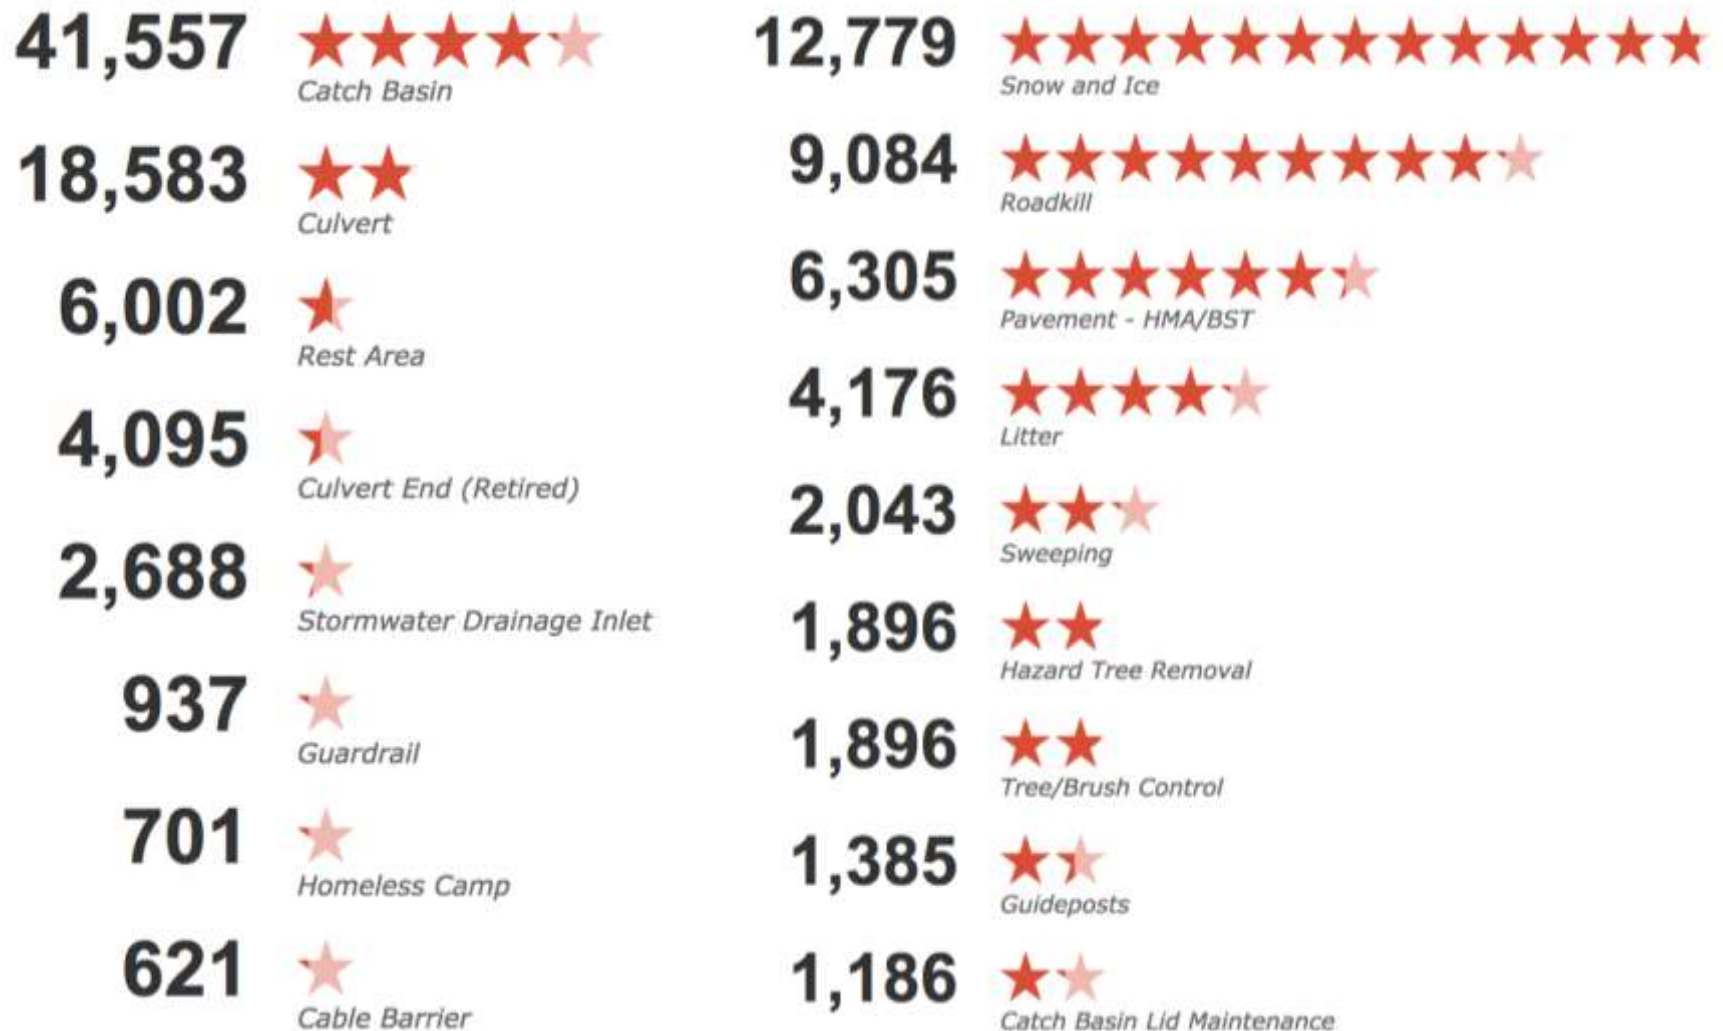 41,557
Catch Basin
18,583
Culvert
6,002
Rest Area
4,095
Culvert End (Retired)
2,688
Stormwater Drainage Inlet
937
Guardrail
701
Homeless Camp
621
Cable Barrier
12,779
Snow and Ice
9,084
Roadkill
6,305
Pavement - HMA/BST
4,176
Litter
2,043
Sweeping
1,896
Hazard Tree Removal
1,896
Tree/Brush Control
1,385
Guideposts
1,186
Catch Basin Lid Maintenance